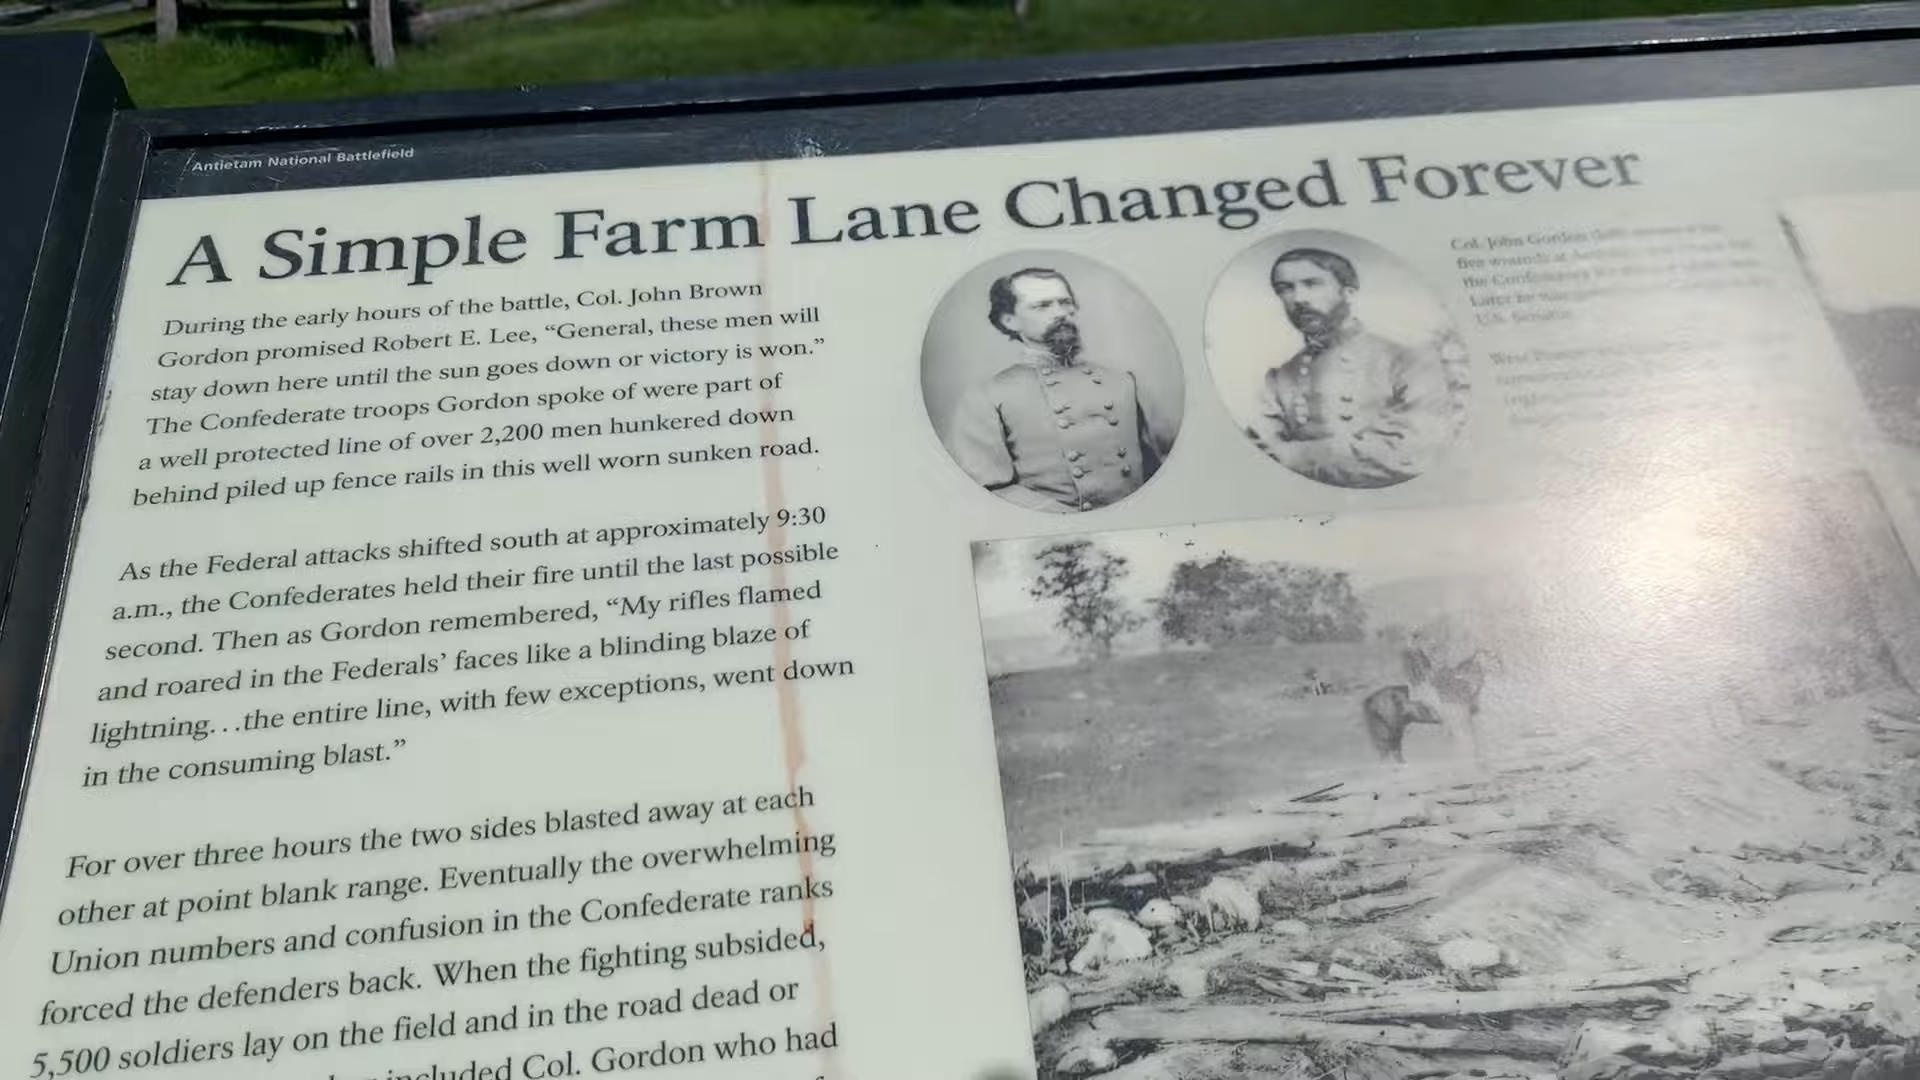 Antietam National Battlefield
A Simple Farm Lane Changed Forever
During the early hours of the battle, Col. John Brown
Gordon promised Robert E. Lee, “General, these men will
stay down here until the sun goes down or victory is won.”
The Confederate troops Gordon spoke of were part of
a well protected line of over 2,200 men hunkered down
behind piled up fence rails in this well worn sunken road.
As the Federal attacks shifted south at approximately 9:30
a.m., the Confederates held their fire until the last possible
second. Then as Gordon remembered, “My rifles flamed
and roared in the Federals’ faces like a blinding blaze of
lightning. . .the entire line, with few exceptions, went down
in the consuming blast.”
For over three hours the two sides blasted away at each
other at point blank range. Eventually the overwhelming
Union numbers and confusion in the Confederate ranks
forced the defenders back. When the fighting subsided,
5,500 soldiers lay on the field and in the road dead or
included Col. Gordon who had
Col. John Gordon
five wounds at
the Confederacy
Later he
U.S. Senator
West